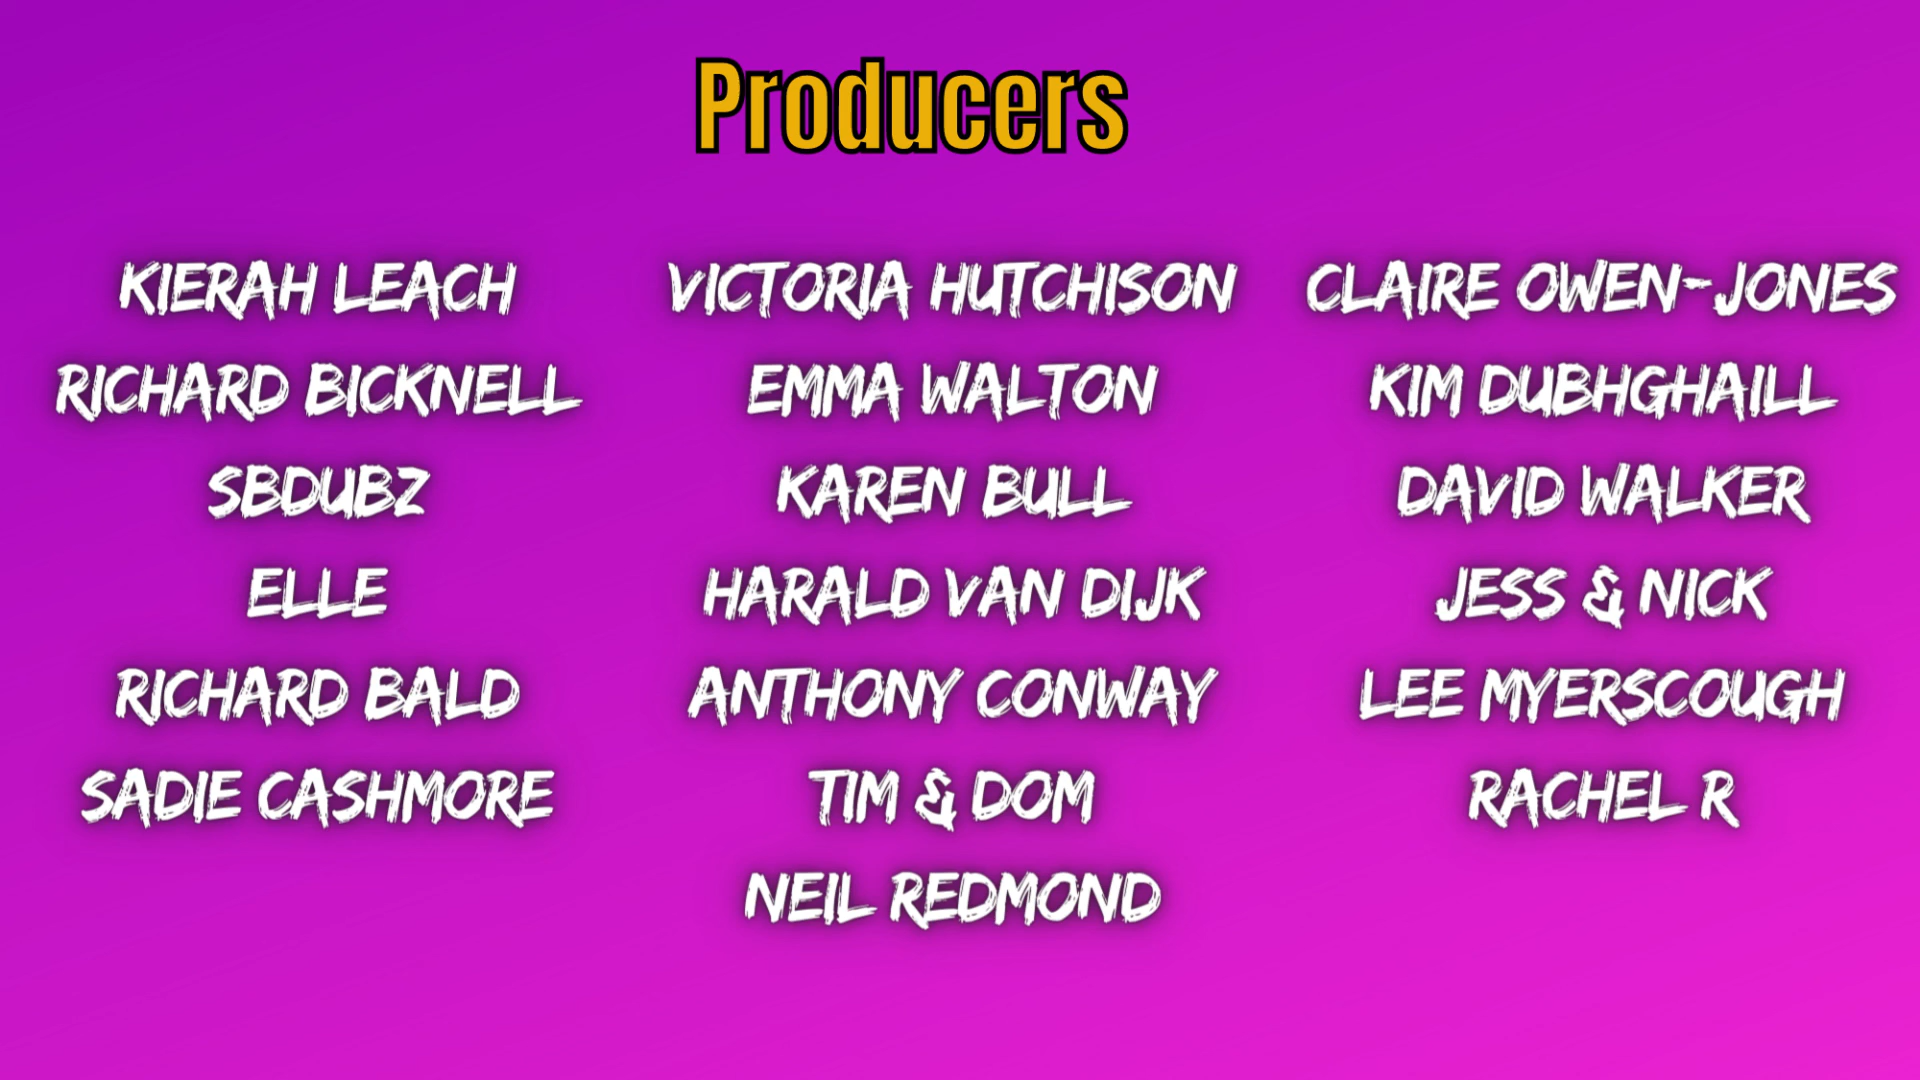 Producers
KIERAH LEACH
RICHARD BICKNELL
SBDUBZ
ELLE
RICHARD BALD
SADIE CASHMORE
VICTORIA HUTCHISON
EMMA WALTON
KAREN BULL
HARALD VAN DIJK
ANTHONY CONWAY
TIM & DOM
NEIL REDMOND
CLAIRE OWEN-JONES
KIM DUBHGHAILL
DAVID WALKER
JESS & NICK
LEE MYERSCOUGH
RACHEL R